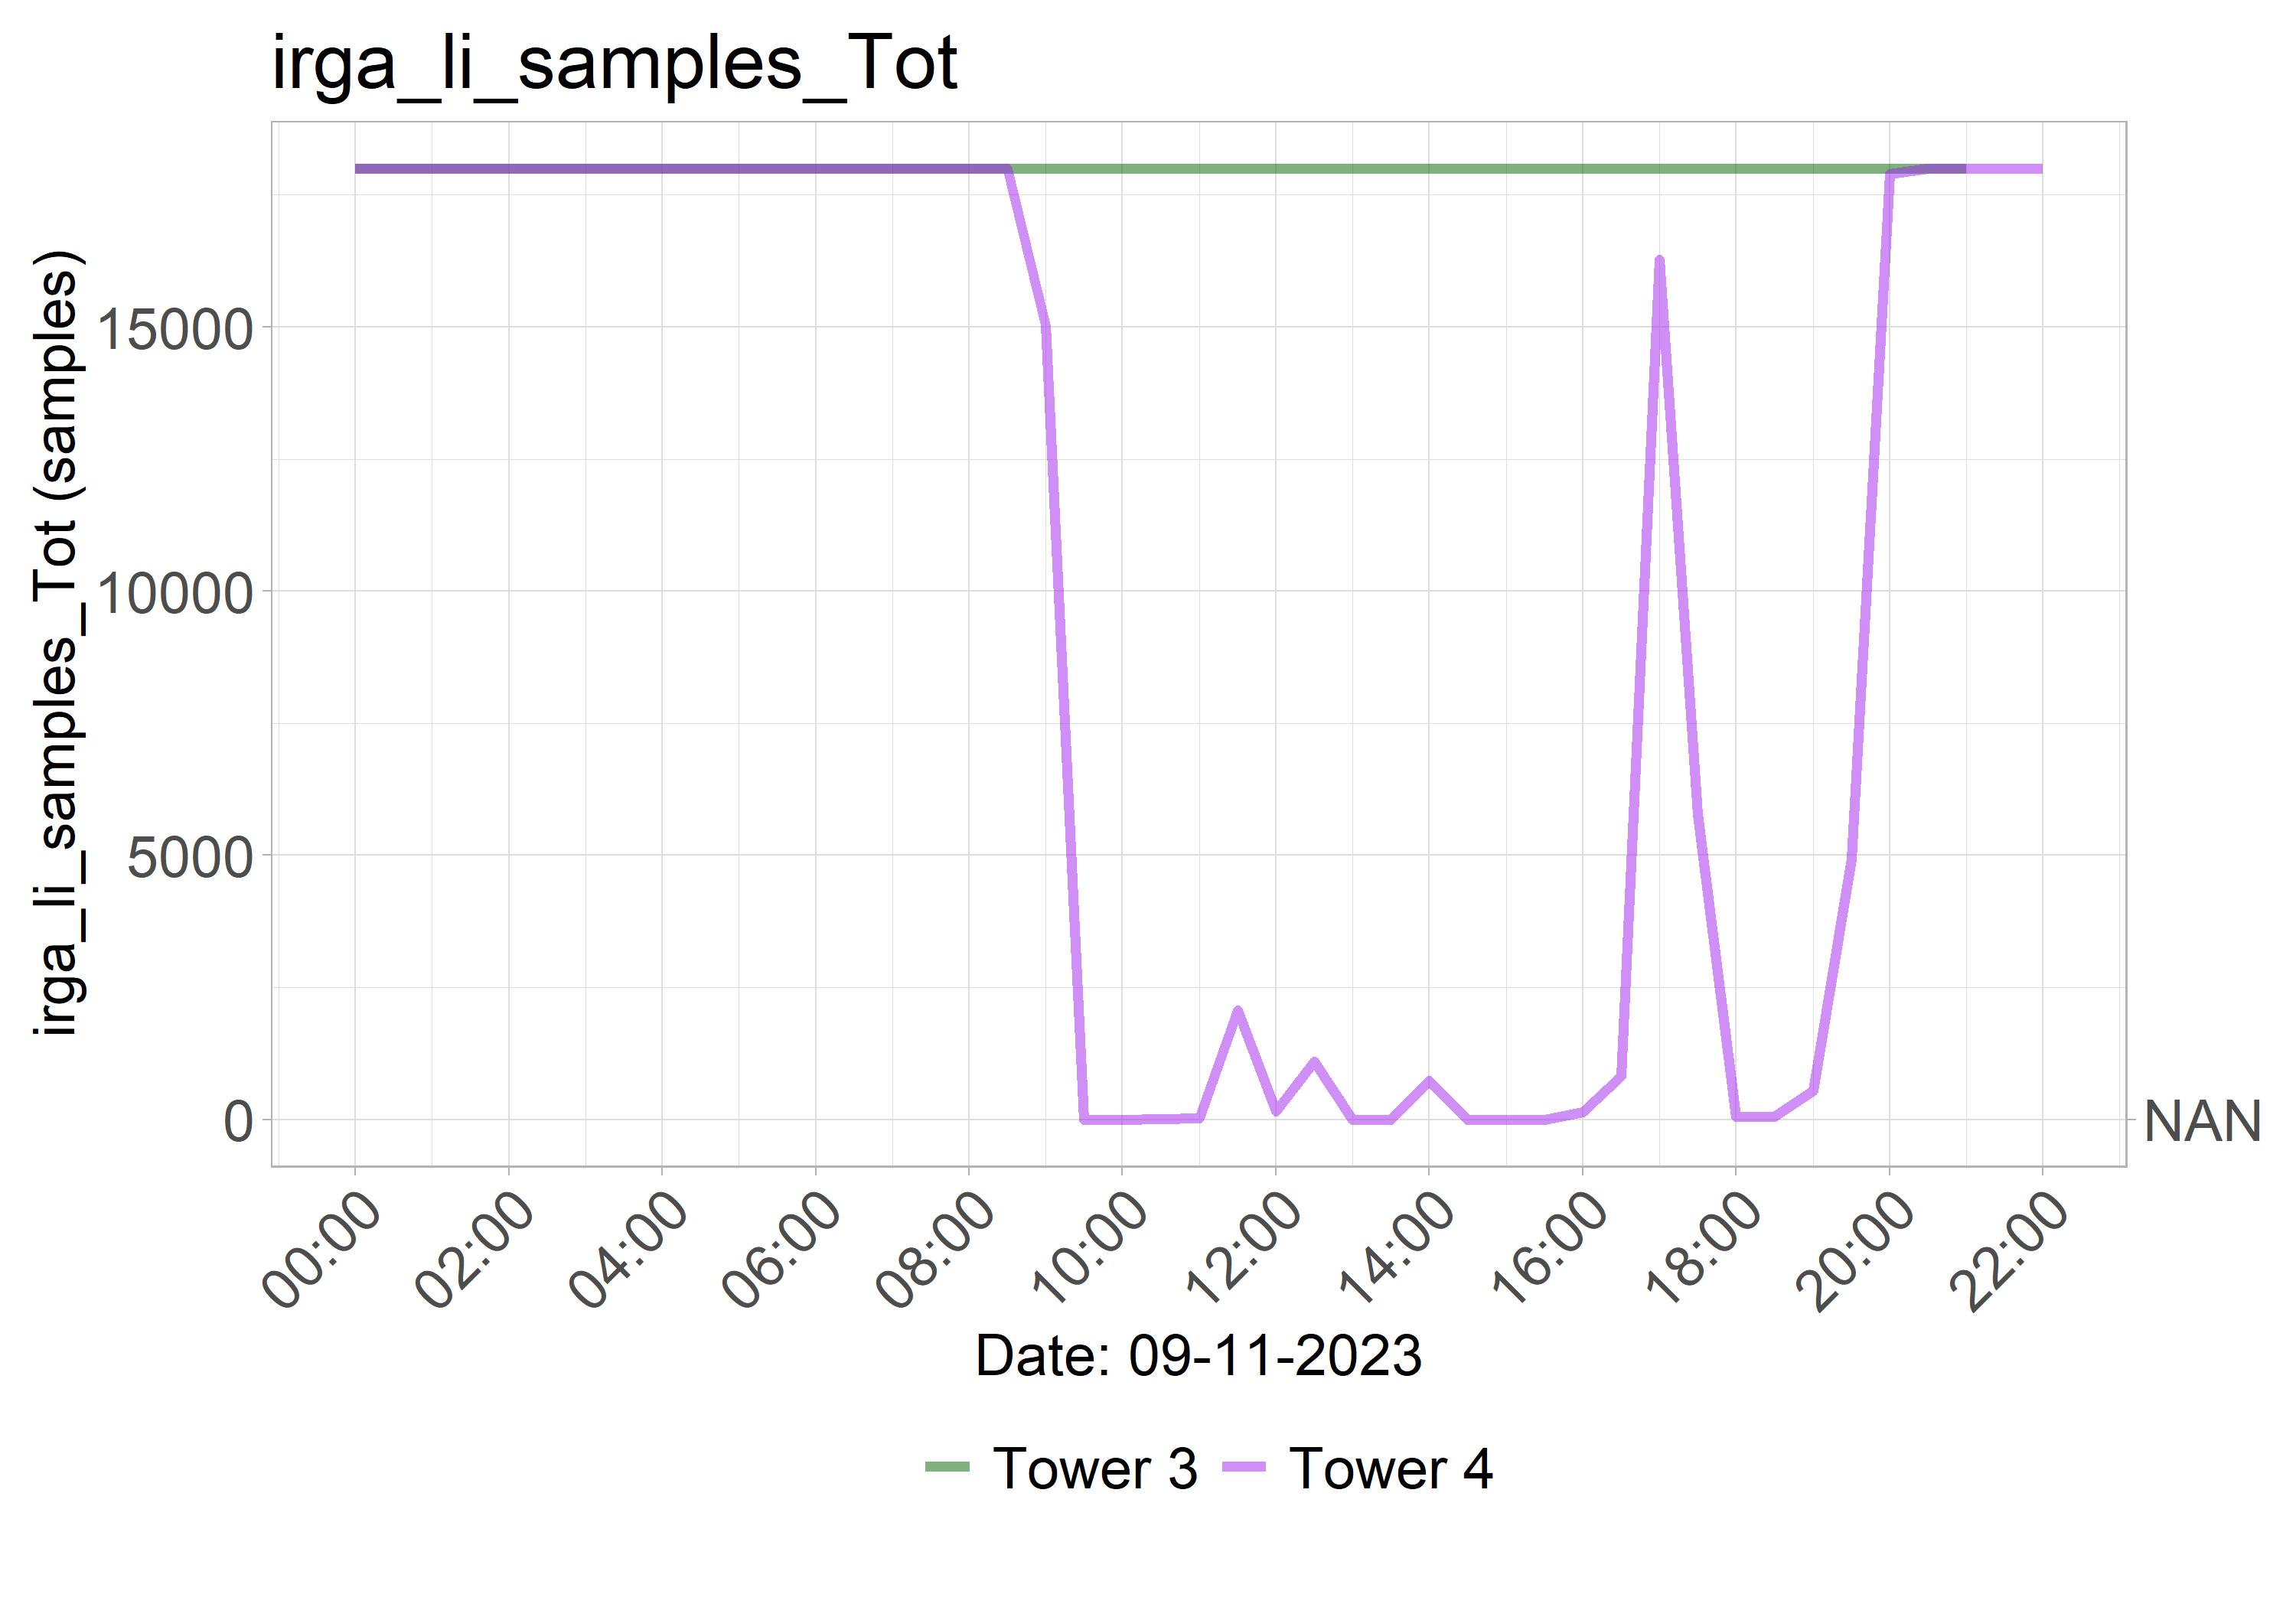 irga_li_samples_Tot
irga_li_samples_Tot (samples)
15000
10000
5000
0
NAN
00:00
02:00
04:00
06:00
08:00
10:00
12:00
14:00
16:00
18:00
20:00
22:00
Date: 09-11-2023
Tower 3
Tower 4